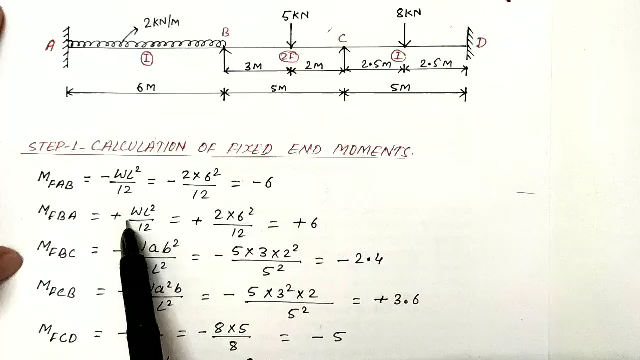 2KN/M 5KN 8KN
A B C D
I 2I I
3M 2M 2.5M 2.5M
6M 5M 5M
STEP-1- CALCULATION OF FIXED END MOMENTS.
MFAB = - WL²/12 = - 2×6²/12 = -6
MFBA = + WL²/12 = + 2×6²/12 = +6
MFBC = - ab²/L² = - 5×3×2²/5² = -2.4
MFCB = a²b/L² = - 5×3²×2/5² = +3.6
MFCD = - = - 8×5/8 = -5